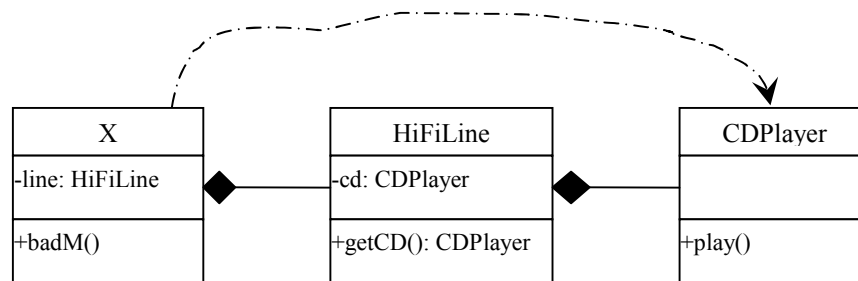 X
-line: HiFiLine
+badM()
HiFiLine
-cd: CDPlayer
+getCD(): CDPlayer
CDPlayer
+play()